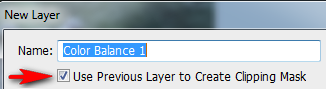 New Layer
Name: Color Balance 1
Use Previous Layer to Create Clipping Mask